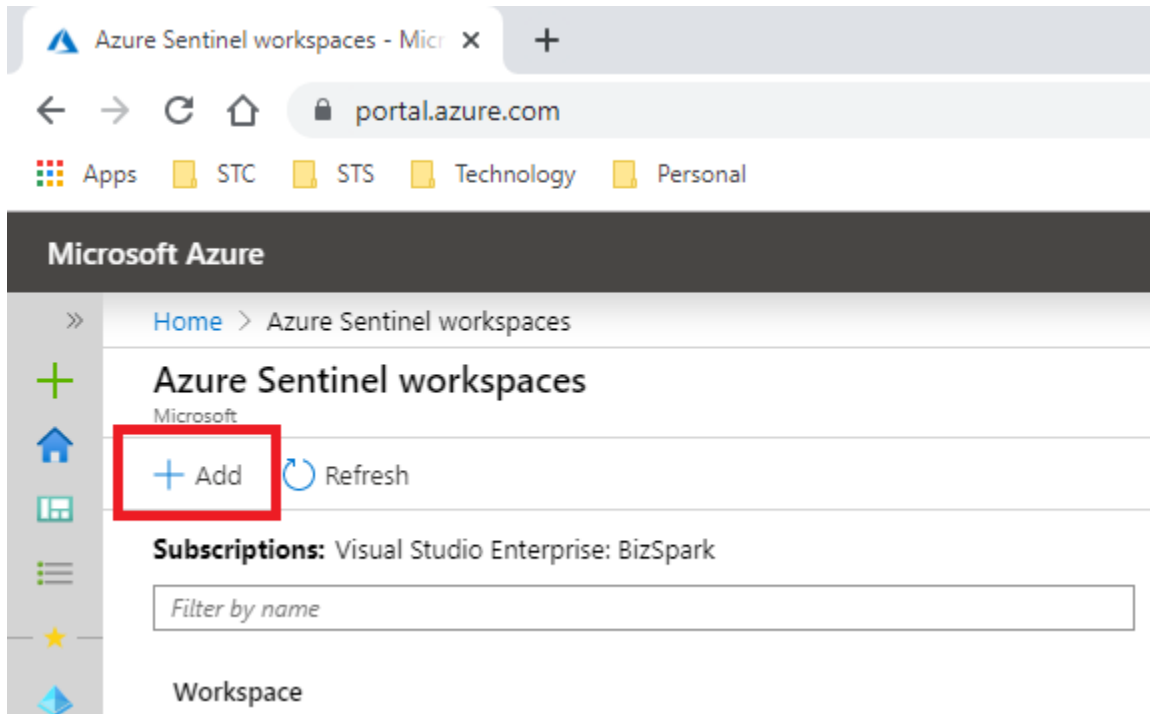 Azure Sentinel workspaces - Micr
portal.azure.com
Apps STC STS Technology Personal
Microsoft Azure
Home > Azure Sentinel workspaces
Azure Sentinel workspaces
Microsoft
+ Add Refresh
Subscriptions: Visual Studio Enterprise: BizSpark
Filter by name
Workspace